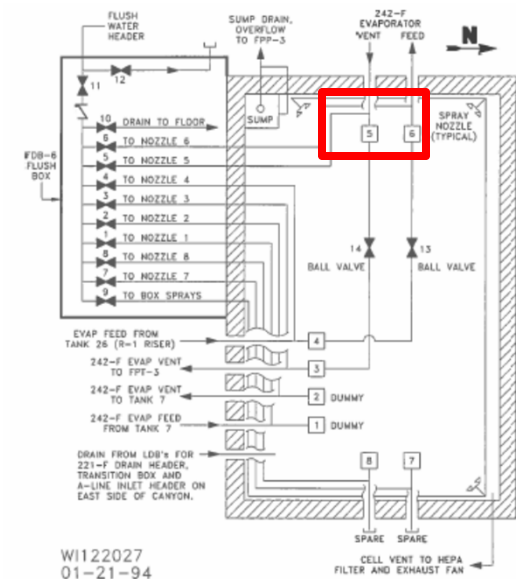 FLUSH
WATER
HEADER
SUMP DRAIN,
OVERFLOW
TO FPP-3
242-F
EVAPORATOR
VENT FEED
N
11
12
10 DRAIN TO FLOOR
6 TO NOZZLE 6
5 TO NOZZLE 5
4 TO NOZZLE 4
3 TO NOZZLE 3
2 TO NOZZLE 2
1 TO NOZZLE 1
8 TO NOZZLE 8
7 TO NOZZLE 7
9 TO BOX SPRAYS
FDB-6
FLUSH
BOX
SUMP
5
6
SPRAY
NOZZLE
(TYPICAL)
14
BALL VALVE
13
BALL VALVE
EVAP FEED FROM
TANK 26 (R-1 RISER)
4
242-F EVAP VENT
TO FPT-3
3
242-F EVAP VENT
TO TANK 7
2 DUMMY
242-F EVAP FEED
FROM TANK 7
1 DUMMY
DRAIN FROM LDB's FOR
221-F DRAIN HEADER,
TRANSITION BOX AND
A-LINE INLET HEADER ON
EAST SIDE OF CANYON.
8
7
SPARE SPARE
CELL VENT TO HEPA
FILTER AND EXHAUST FAN
WI122027
01-21-94